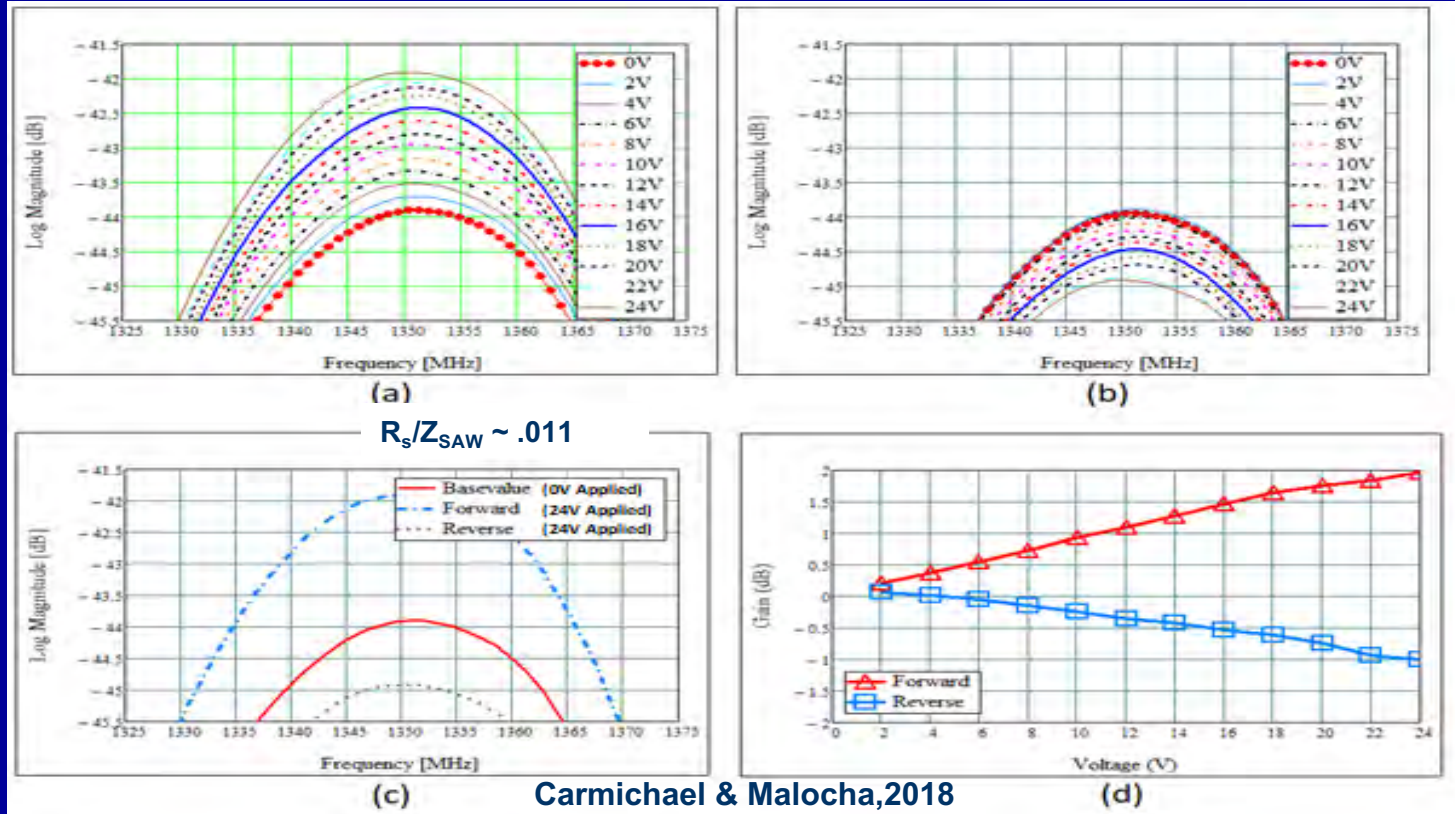 Log Magnitude [dB]
−41.5
−42
−42.5
−43
−43.5
−44
−44.5
−45
−45.5
1325 1330 1335 1340 1345 1350 1355 1360 1365 1370 1375
Frequency [MHz]
0V
2V
4V
6V
8V
10V
12V
14V
16V
18V
20V
22V
24V
(a)
Log Magnitude [dB]
−41.5
−42
−42.5
−43
−43.5
−44
−44.5
−45
−45.5
1325 1330 1335 1340 1345 1350 1355 1360 1365 1370 1375
Frequency [MHz]
0V
2V
4V
6V
8V
10V
12V
14V
16V
18V
20V
22V
24V
(b)
Rs/ZSAW ~ .011
Log Magnitude [dB]
−41.5
−42
−42.5
−43
−43.5
−44
−44.5
−45
−45.5
1325 1330 1335 1340 1345 1350 1355 1360 1365 1370 1375
Frequency [MHz]
Basevalue (0V Applied)
Forward (24V Applied)
Reverse (24V Applied)
(c)
Gain (dB)
2
1.5
1
0.5
0
−0.5
−1
−1.5
−2
0 2 4 6 8 10 12 14 16 18 20 22 24
Voltage (V)
Forward
Reverse
(d)
Carmichael & Malocha,2018